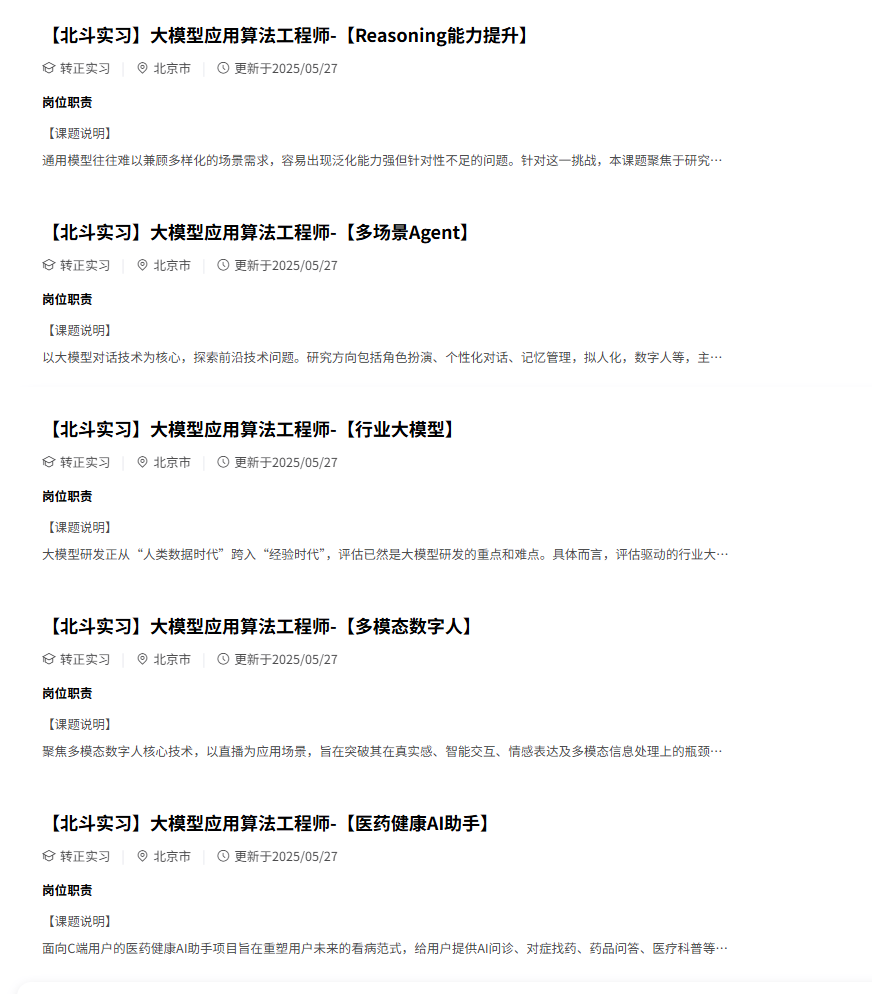 【北斗实习】大模型应用算法工程师-【Reasoning能力提升】
转正实习 北京市 更新于2025/05/27
岗位职责
【课题说明】
通用模型往往难以兼顾多样化的场景需求，容易出现泛化能力强但针对性不足的问题。针对这一挑战，本课题聚焦于研究…
【北斗实习】大模型应用算法工程师-【多场景Agent】
转正实习 北京市 更新于2025/05/27
岗位职责
【课题说明】
以大模型对话技术为核心，探索前沿技术问题。研究方向包括角色扮演、个性化对话、记忆管理，拟人化，数字人等，主…
【北斗实习】大模型应用算法工程师-【行业大模型】
转正实习 北京市 更新于2025/05/27
岗位职责
【课题说明】
大模型研发正从“人类数据时代”跨入“经验时代”，评估已然是大模型研发的重点和难点。具体而言，评估驱动的行业大…
【北斗实习】大模型应用算法工程师-【多模态数字人】
转正实习 北京市 更新于2025/05/27
岗位职责
【课题说明】
聚焦多模态数字人核心技术，以直播为应用场景，旨在突破其在真实感、智能交互、情感表达及多模态信息处理上的瓶颈…
【北斗实习】大模型应用算法工程师-【医药健康AI助手】
转正实习 北京市 更新于2025/05/27
岗位职责
【课题说明】
面向C端用户的医药健康AI助手项目旨在重塑用户未来的看病范式，给用户提供AI问诊、对症找药、药品问答、医疗科普等…